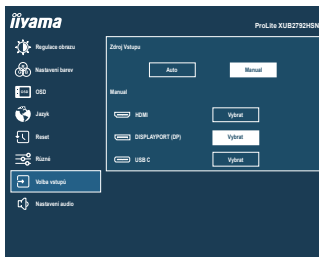 iiyama
ProLite XUB2792HSN
Regulace obrazu
Nastavení barev
OSD
Jazyk
Reset
Různé
Volba vstupů
Nastavení audio
Zdroj Vstupu
Auto
Manual
Manual
HDMI
Vybrat
DISPLAYPORT (DP)
Vybrat
USB C
Vybrat